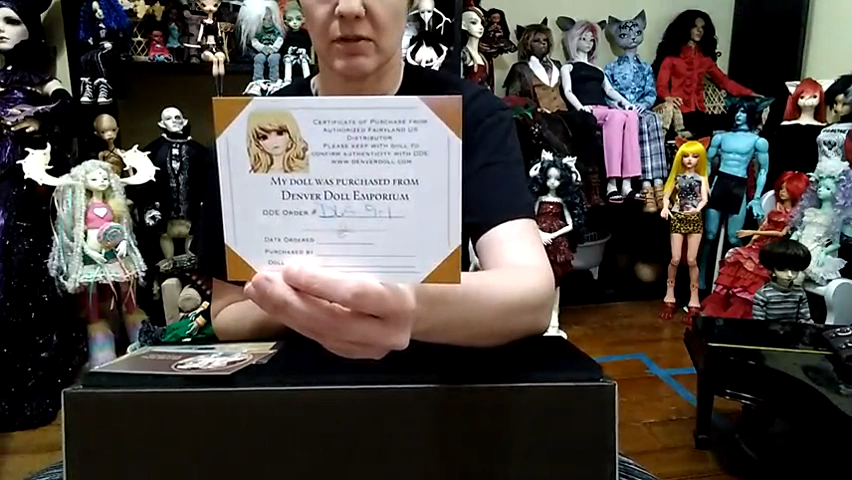 CERTIFICATE OF PURCHASE FROM
AUTHORIZED FAIRYLAND US
DISTRIBUTOR
PLEASE KEEP WITH DOLL TO
CONFIRM AUTHENTICITY WITH DDE
WWW.DENVERDOLL.COM
MY DOLL WAS PURCHASED FROM
DENVER DOLL EMPORIUM
DDE ORDER #
DATE ORDERED
PURCHASED BY
DOLL